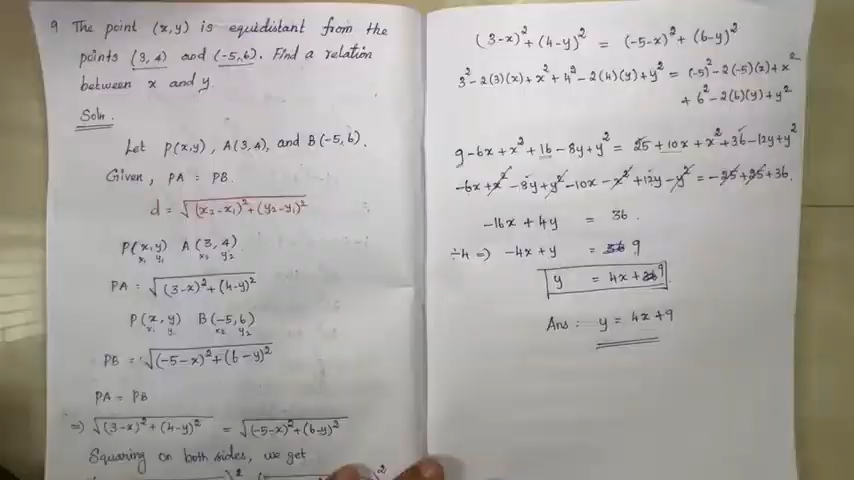 9 The point (x,y) is equidistant from the
points (3,4) and (-5,6). Find a relation
between x and y.
Soln.
Let P(x,y), A(3,4), and B(-5,6).
Given, PA = PB.
d = √(x₂-x₁)²+(y₂-y₁)²
P(x,y) A(3,4)
x₁ y₁ x₂ y₂
PA = √(3-x)²+(4-y)²
P(x,y) B(-5,6)
x₁ y₁ x₂ y₂
PB = √(-5-x)²+(6-y)²
PA = PB
⇒) √(3-x)²+(4-y)² = √(-5-x)²+(6-y)²
Squaring on both sides, we get
(3-x)²+(4-y)² = (-5-x)²+(6-y)²
3²-2(3)(x)+x²+4²-2(4)(y)+y² = (-5)²-2(-5)(x)+x²
+ 6²-2(6)(y)+y²
9-6x+x²+16-8y+y² = 25+10x+x²+36-12y+y²
-6x+x²-8y+y²-10x-x²+12y-y² = -25+25+36.
-16x+4y = 36.
÷4 ⇒) -4x+y = 9
y = 4x+9
Ans: y = 4x+9